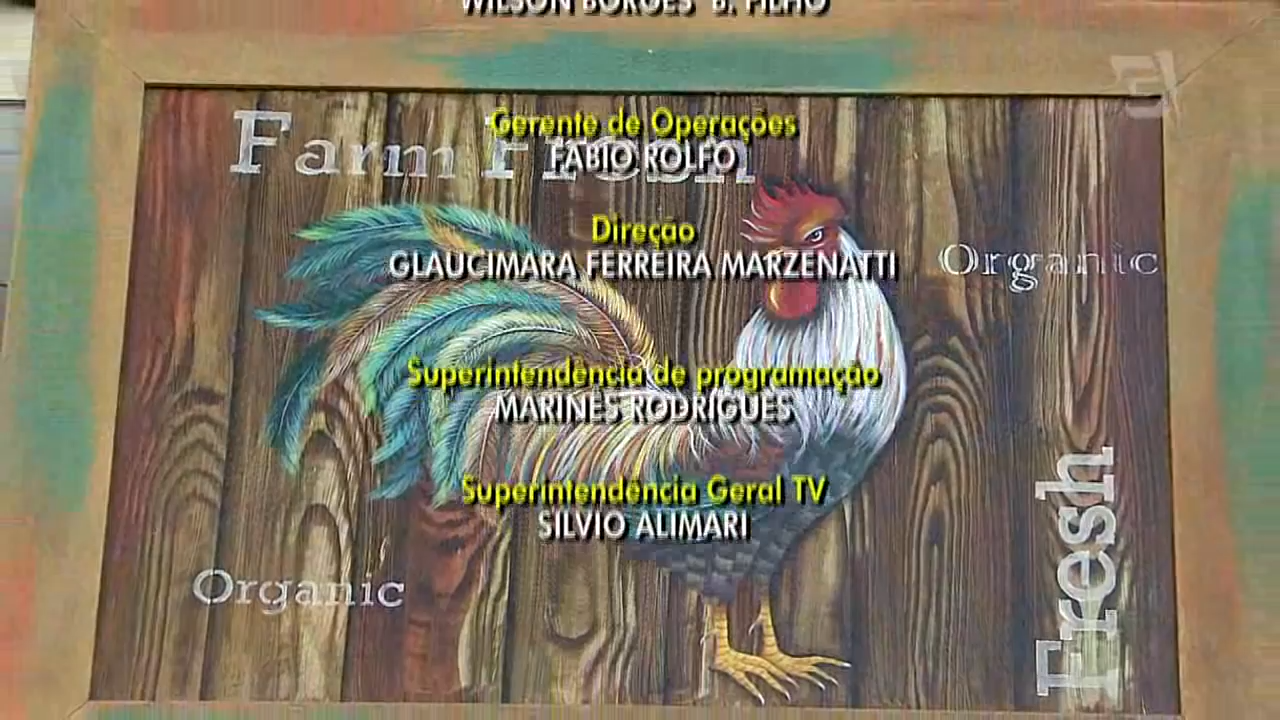 WILSON BORGES B. FILHO
Gerente de Operações
FABIO ROLFO
Farm Fresh
Direção
GLAUCIMARA FERREIRA MARZENATTI
Organic
Superintendência de programação
MARINES RODRIGUES
Superintendência Geral TV
SILVIO ALIMARI
Organic
Fresh